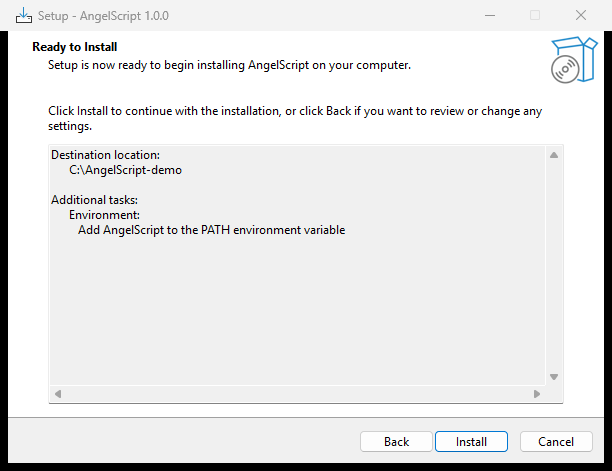 Setup - AngelScript 1.0.0
Ready to Install
Setup is now ready to begin installing AngelScript on your computer.
Click Install to continue with the installation, or click Back if you want to review or change any
settings.
Destination location:
C:\AngelScript-demo
Additional tasks:
Environment:
Add AngelScript to the PATH environment variable
Back
Install
Cancel